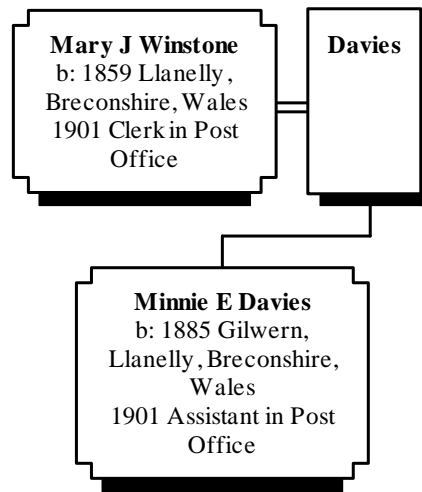 Mary J Winstone
b: 1859 Llanelly,
Breconshire, Wales
1901 Clerk in Post
Office
Davies
Minnie E Davies
b: 1885 Gilwern,
Llanelly, Breconshire,
Wales
1901 Assistant in Post
Office